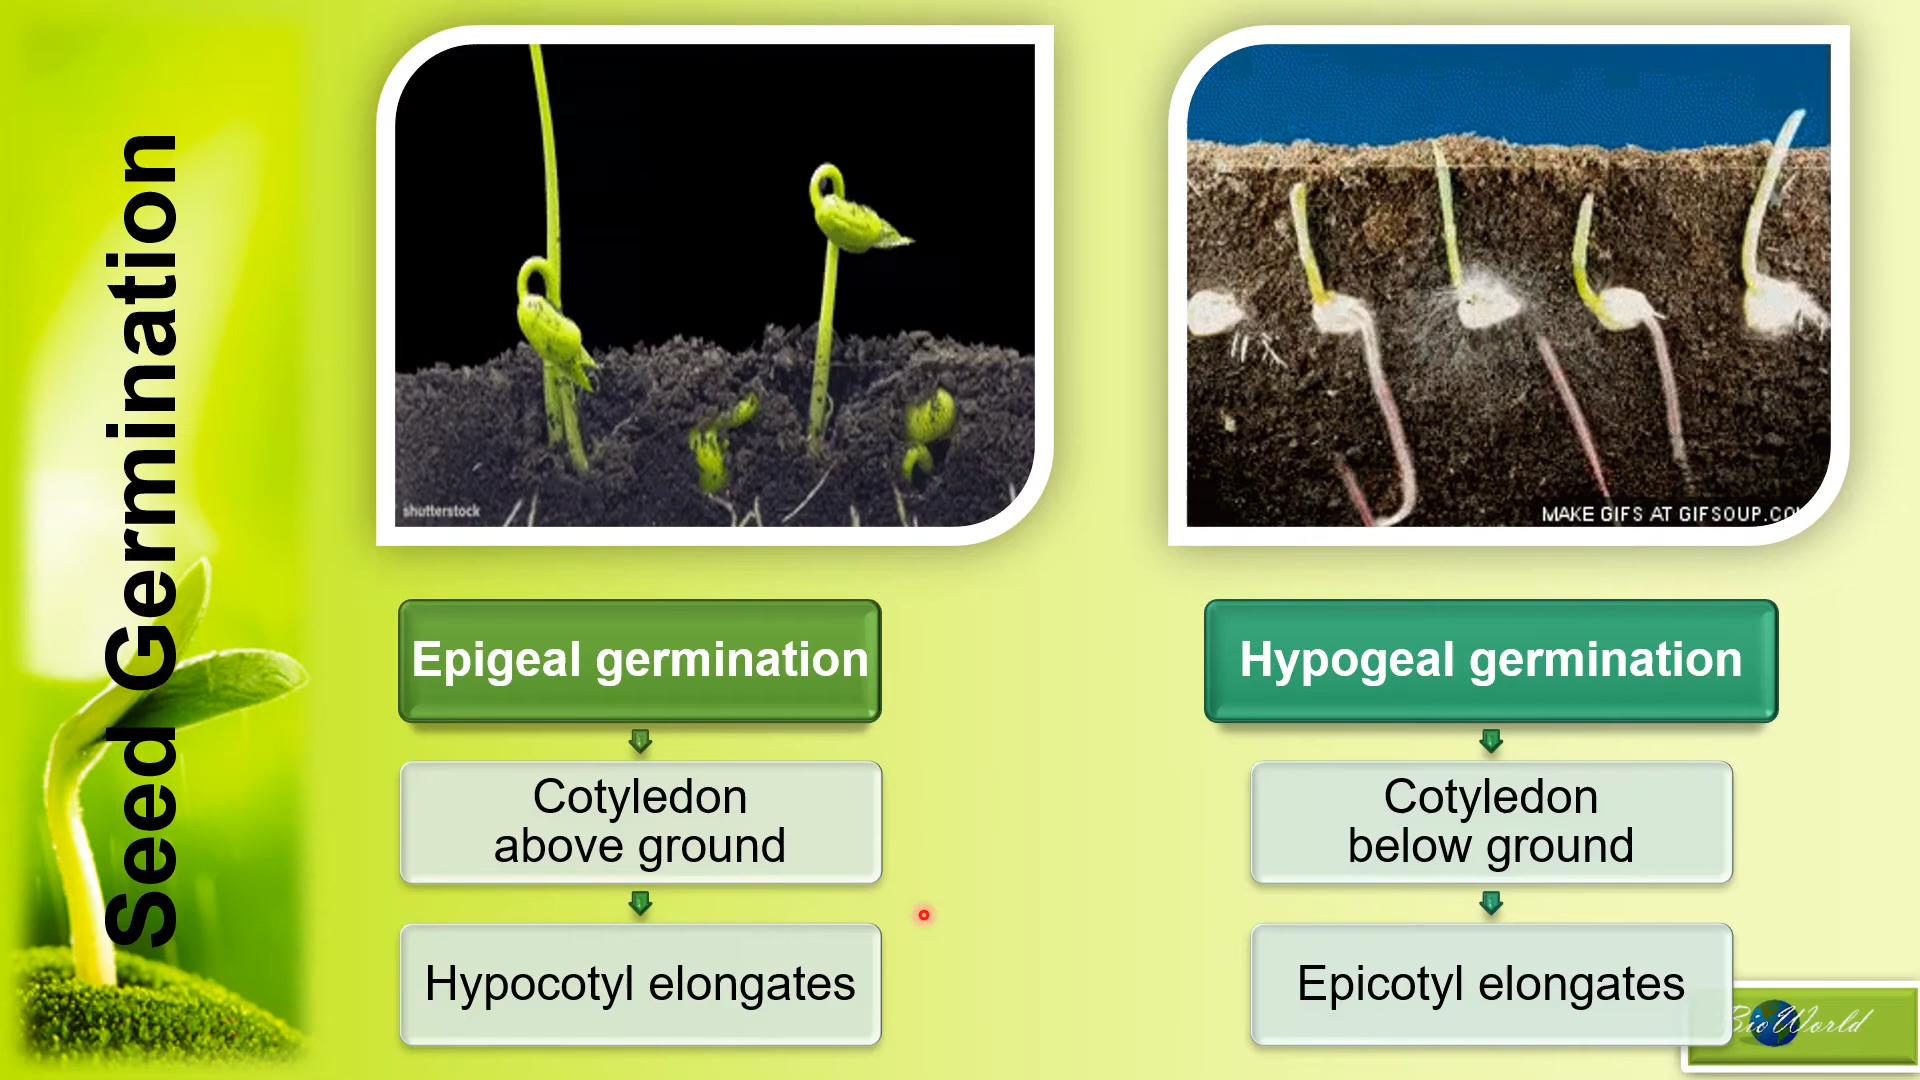 Seed Germination
shutterstock
MAKE GIFS AT GIFSOUP.CO
Epigeal germination
Cotyledon
above ground
Hypocotyl elongates
Hypogeal germination
Cotyledon
below ground
Epicotyl elongates
BioWorld